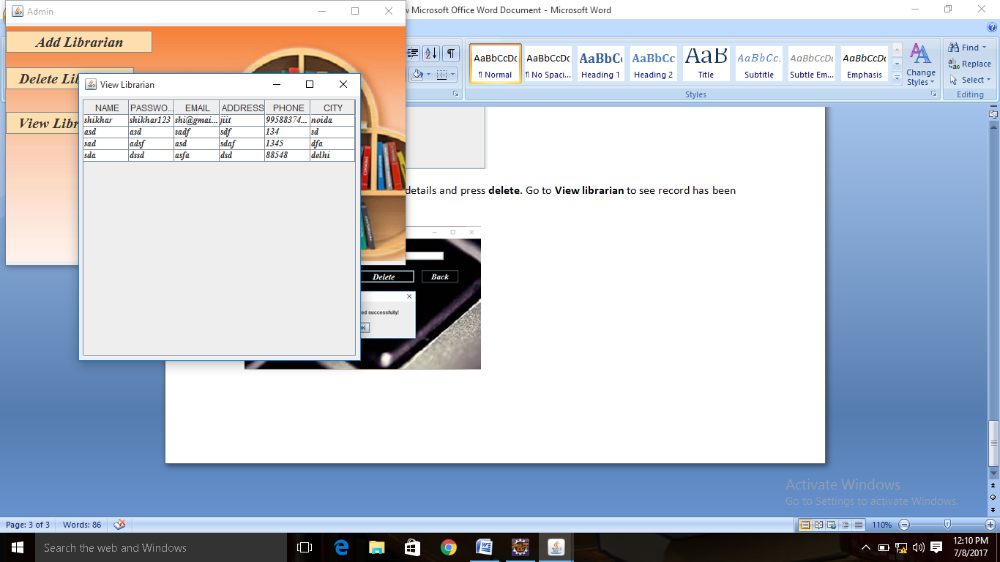 Admin
w Microsoft Office Word Document - Microsoft Word
Add Librarian
Delete Lib
View Libr
View Librarian
NAME PASSWO... EMAIL ADDRESS PHONE CITY
shikhar shikhar123 shi@gmai... jiit 99588374... noida
asd asd sadf sdf 134 sd
sad adsf asd sdaf 1345 dfa
sda dssd asfa dsd 88548 delhi
AaBbCcDc AaBbCcDc AaBbC AaBbCc AaB AaBbCc. AaBbCcDc AaBbCcDc
¶ Normal ¶ No Spaci... Heading 1 Heading 2 Title Subtitle Subtle Em... Emphasis
Change
Styles
Styles
Find
Replace
Select
Editing
details and press delete. Go to View librarian to see record has been
Delete Back
ed successfully!
OK
Activate Windows
Go to Settings to activate Windows.
Page: 3 of 3 Words: 86 110%
Search the web and Windows
Java EE
IDE
12:10 PM
7/8/2017